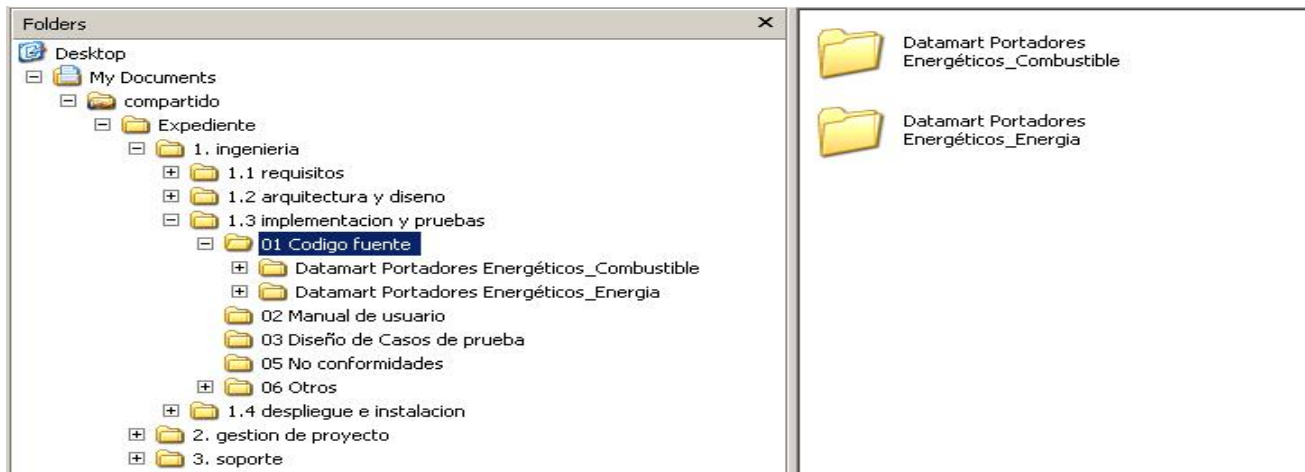 Folders
Desktop
My Documents
compartido
Expediente
1. ingenieria
1.1 requisitos
1.2 arquitectura y diseno
1.3 implementacion y pruebas
01 Codigo fuente
Datamart Portadores Energéticos_Combustible
Datamart Portadores Energéticos_Energia
02 Manual de usuario
03 Diseño de Casos de prueba
05 No conformidades
06 Otros
1.4 despliegue e instalacion
2. gestion de proyecto
3. soporte
Datamart Portadores
Energéticos_Combustible
Datamart Portadores
Energéticos_Energia